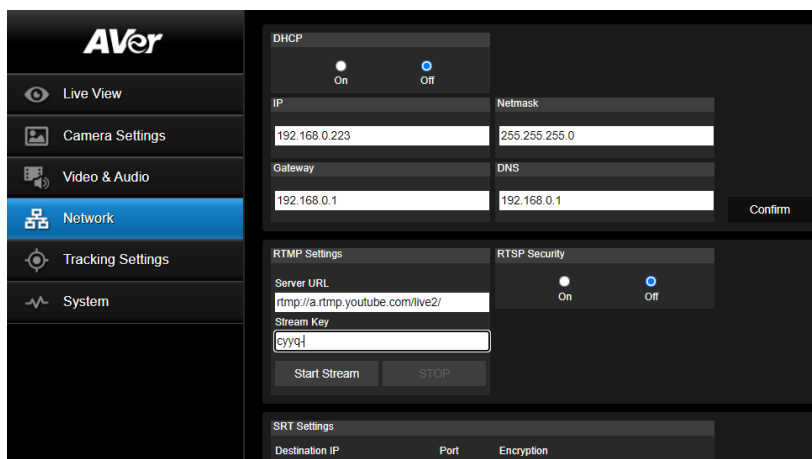 AVer
Live View
Camera Settings
Video & Audio
Network
Tracking Settings
System
DHCP
On Off
IP Netmask
192.168.0.223 255.255.255.0
Gateway DNS
192.168.0.1 192.168.0.1
Confirm
RTMP Settings RTSP Security
Server URL
On Off
rtmp://a.rtmp.youtube.com/live2/
Stream Key
cyyq-
Start Stream STOP
SRT Settings
Destination IP Port Encryption